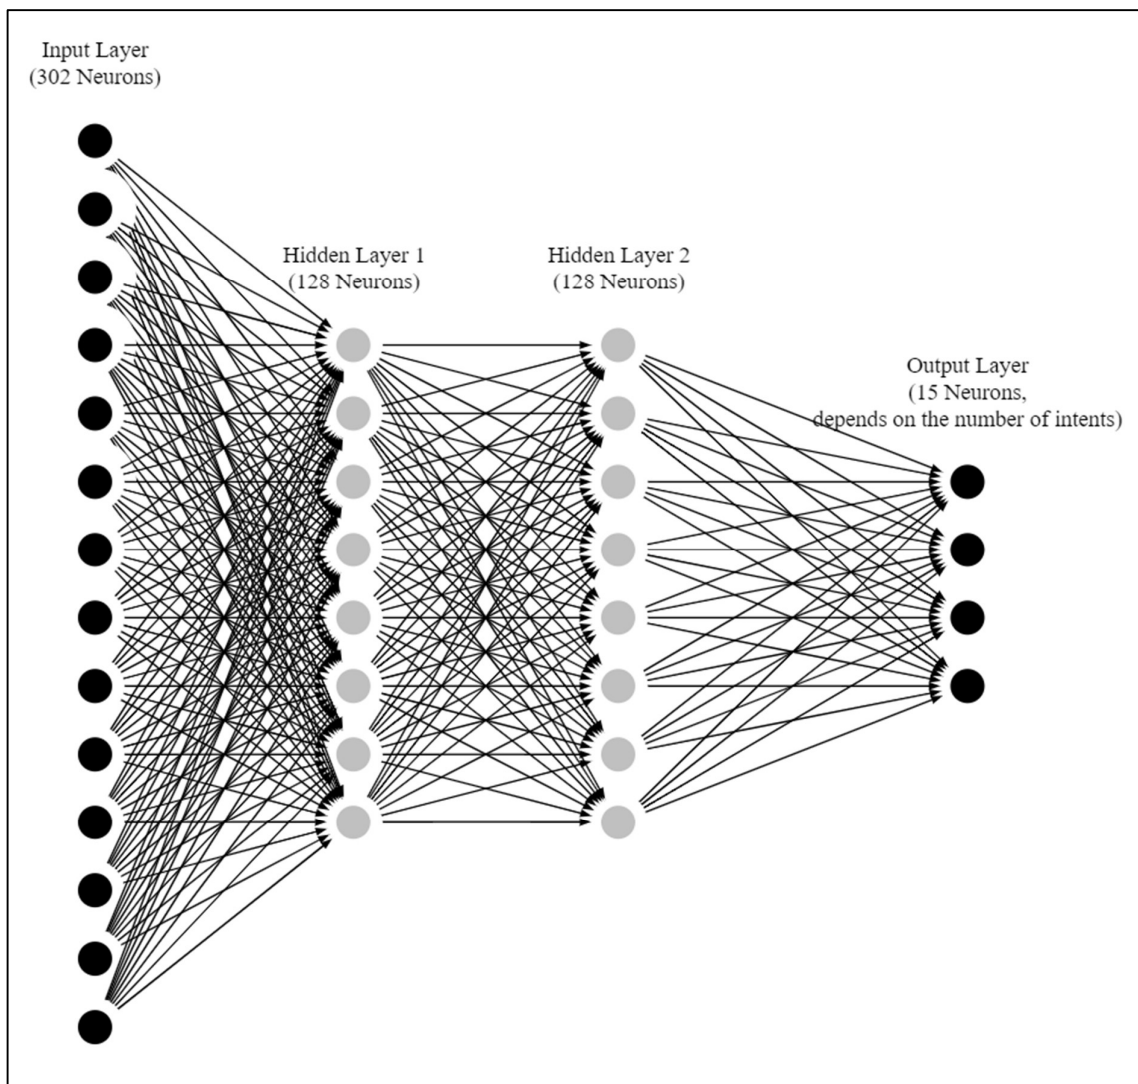 Input Layer
(302 Neurons)
Hidden Layer 1
(128 Neurons)
Hidden Layer 2
(128 Neurons)
Output Layer
(15 Neurons,
depends on the number of intents)